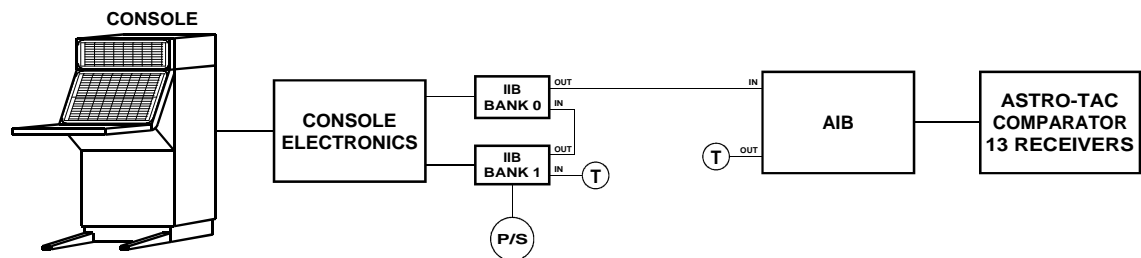 CONSOLE
CONSOLE
ELECTRONICS
IIB
BANK 0
OUT
IN
IIB
BANK 1
OUT
IN
T
P/S
IN
AIB
T
OUT
ASTRO-TAC
COMPARATOR
13 RECEIVERS